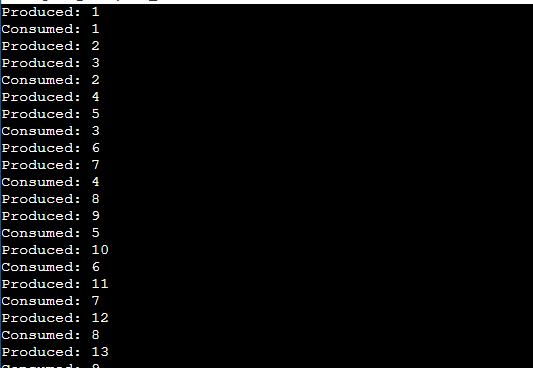 Produced: 1
Consumed: 1
Produced: 2
Produced: 3
Consumed: 2
Produced: 4
Produced: 5
Consumed: 3
Produced: 6
Produced: 7
Consumed: 4
Produced: 8
Produced: 9
Consumed: 5
Produced: 10
Consumed: 6
Produced: 11
Consumed: 7
Produced: 12
Consumed: 8
Produced: 13